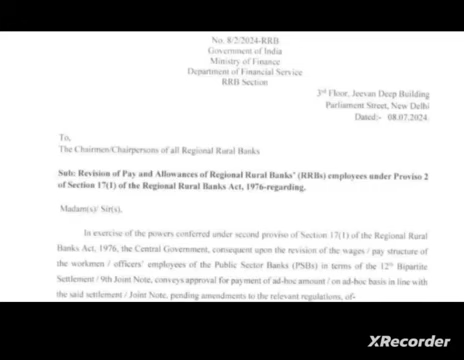 No. 8/2/2024-RRB
Government of India
Ministry of Finance
Department of Financial Service
RRB Section
3rd Floor, Jeevan Deep Building
Parliament Street, New Delhi
Dated:- 08.07.2024
To,
The Chairmen/Chairpersons of all Regional Rural Banks
Sub: Revision of Pay and Allowances of Regional Rural Banks' (RRBs) employees under Proviso 2
of Section 17(1) of the Regional Rural Banks Act, 1976-regarding.
Madam(s)/ Sir(s),
In exercise of the powers conferred under second proviso of Section 17(1) of the Regional Rural
Banks Act, 1976, the Central Government, consequent upon the revision of the wages / pay structure of
the workmen / officers' employees of the Public Sector Banks (PSBs) in terms of the 12th Bipartite
Settlement / 9th Joint Note, conveys approval for payment of ad-hoc amount / on ad-hoc basis in line with
the said settlement / Joint Note, pending amendments to the relevant regulations, of-
XRecorder